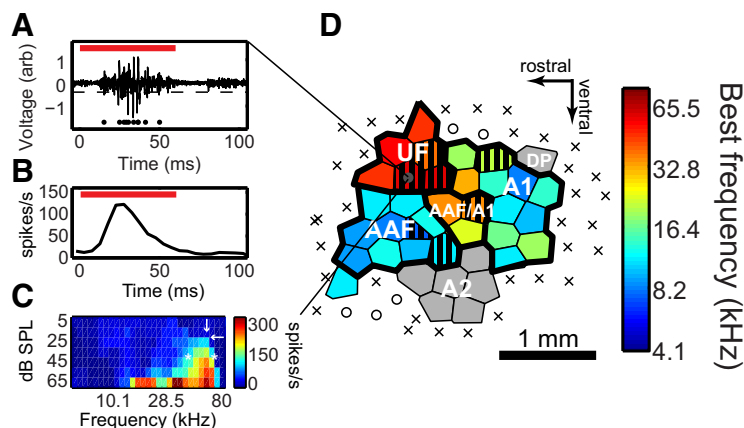 A
Voltage (arb)
1
0
−1
0
50
100
Time (ms)
B
spikes/s
150
100
50
0
0
50
100
Time (ms)
C
dB SPL
5
25
45
65
10.1
28.5
80
Frequency (kHz)
* *
300
150
0
spikes/s
D
rostral
ventral
UF
DP
A1
AAF/A1
AAF
A2
1 mm
65.5
32.8
16.4
8.2
4.1
Best frequency (kHz)